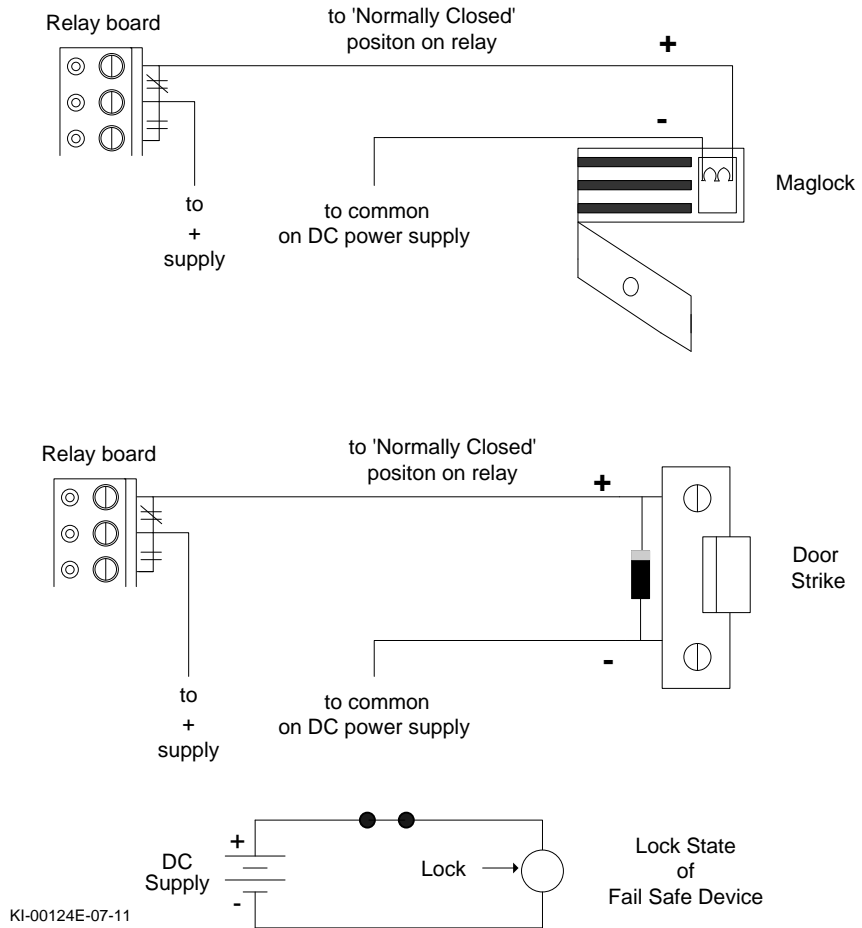 Relay board
to 'Normally Closed'
positon on relay
+
-
Maglock
to
+
supply
to common
on DC power supply
Relay board
to 'Normally Closed'
positon on relay
+
Door
Strike
-
to
+
supply
to common
on DC power supply
+
DC
Supply
-
Lock
Lock State
of
Fail Safe Device
KI-00124E-07-11